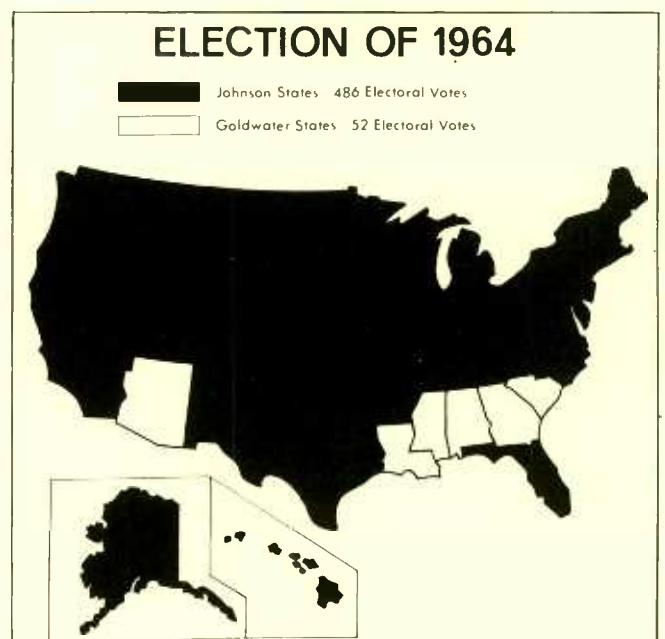 ELECTION OF 1964
Johnson States 486 Electoral Votes
Goldwater States 52 Electoral Votes